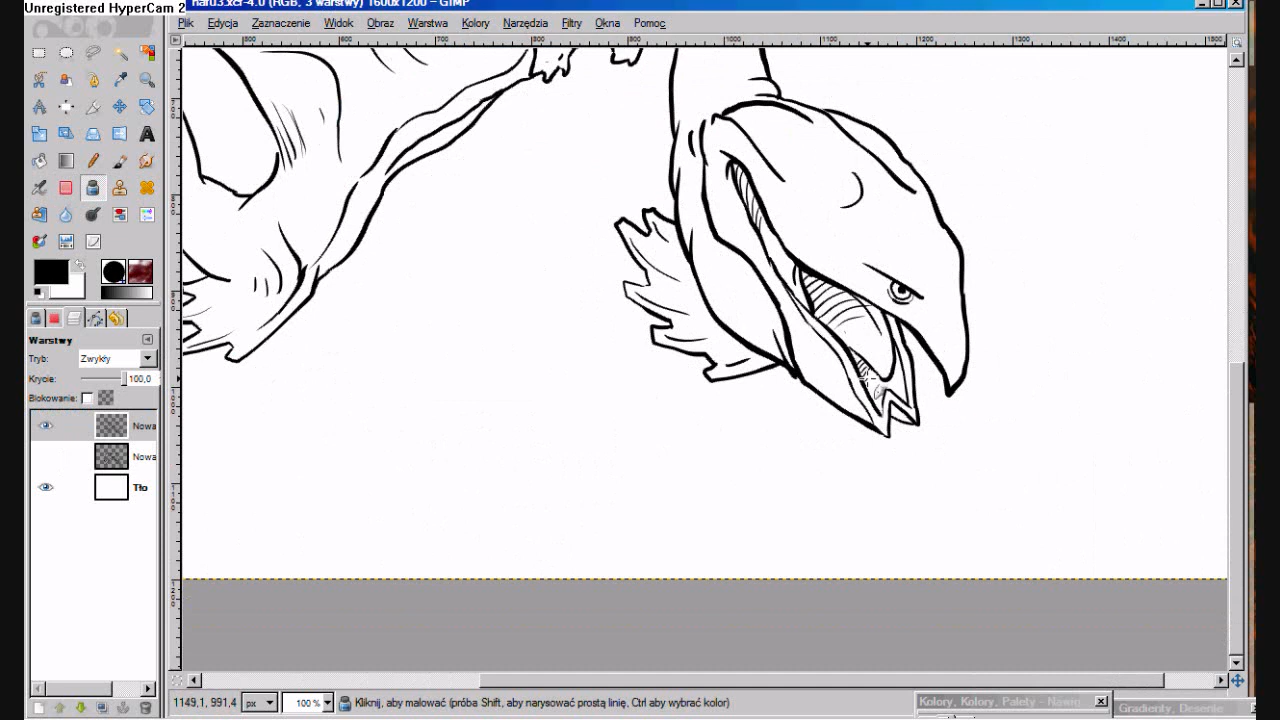 Unregistered HyperCam 2
haru3.xcf-4.0 (RGB, 3 warstwy) 1600x1200 – GIMP
Plik Edycja Zaznaczenie Widok Obraz Warstwa Kolory Narzędzia Filtry Okna Pomoc
800 900 1000 1100 1200 1300 1400 1500
Warstwy
Tryb: Zwykły
Krycie: 100,0
Blokowanie:
Nowa
Nowa
Tło
1149,1, 991,4 px 100 % Kliknij, aby malować (próba Shift, aby narysować prostą linię, Ctrl aby wybrać kolor)
Kolory, Kolory, Palety - Nawig
Gradienty, Desenie